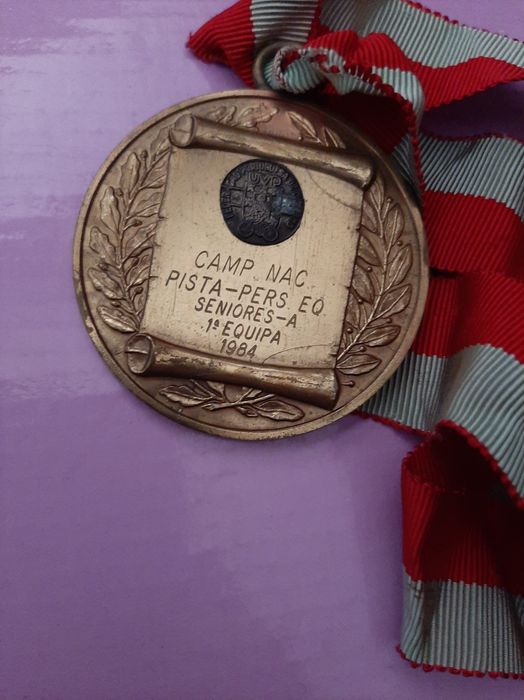 CAMP NAC
PISTA-PERS EQ
SENIORES-A
1ª EQUIPA
1984